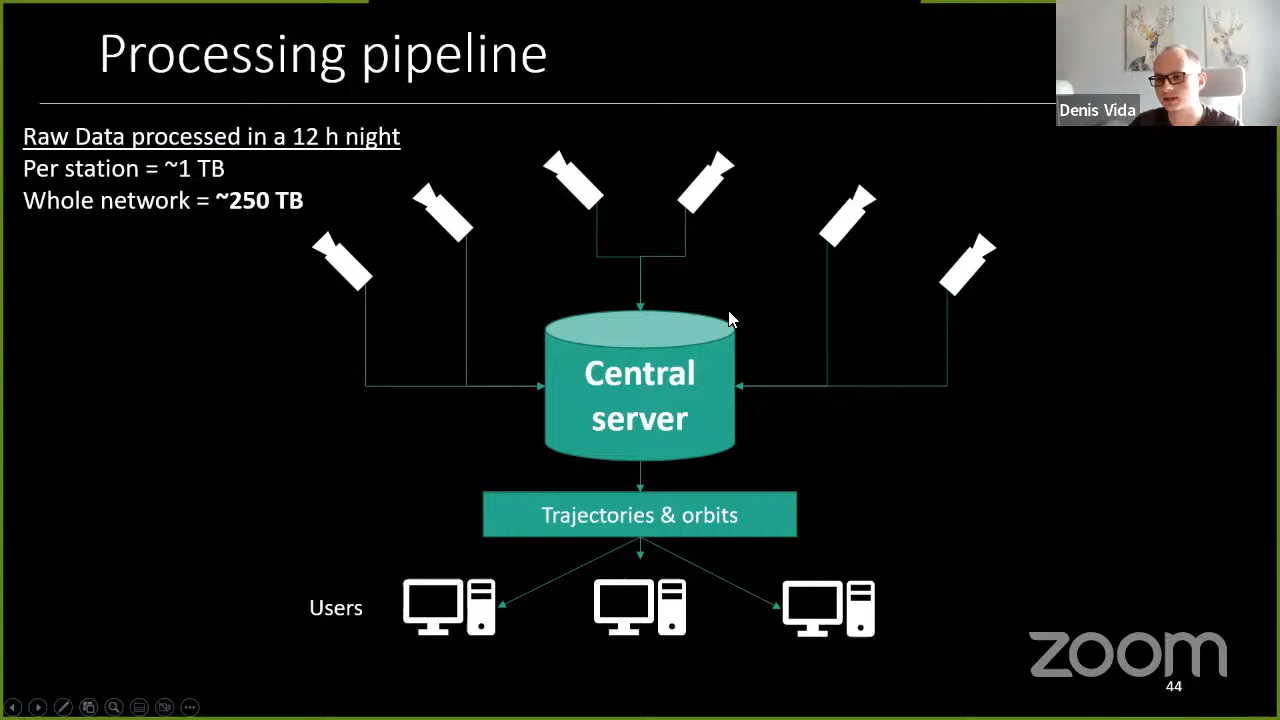 Processing pipeline
Denis Vida
Raw Data processed in a 12 h night
Per station = ~1 TB
Whole network = ~250 TB
Central
server
Trajectories & orbits
Users
zoom
44